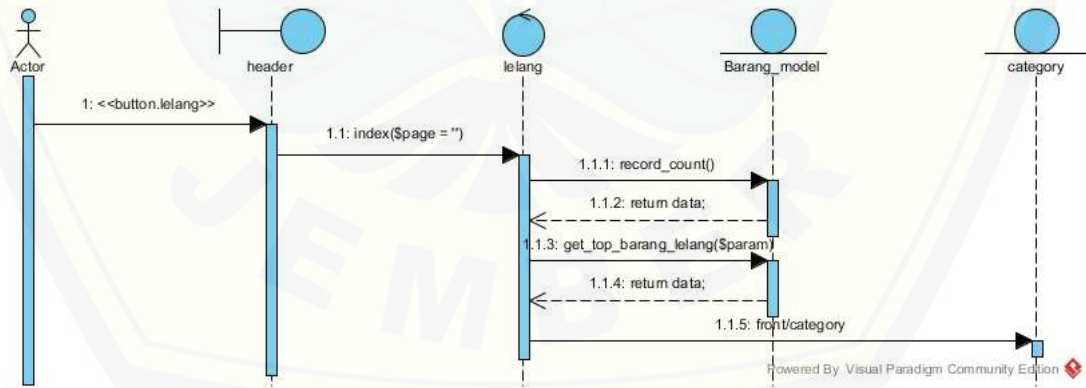 Actor
header
lelang
Barang_model
category
1: <<button.lelang>>
1.1: index($page = "")
1.1.1: record_count()
1.1.2: return data;
1.1.3: get_top_barang_lelang($param)
1.1.4: return data;
1.1.5: front/category
JEMBER
Powered By Visual Paradigm Community Edition